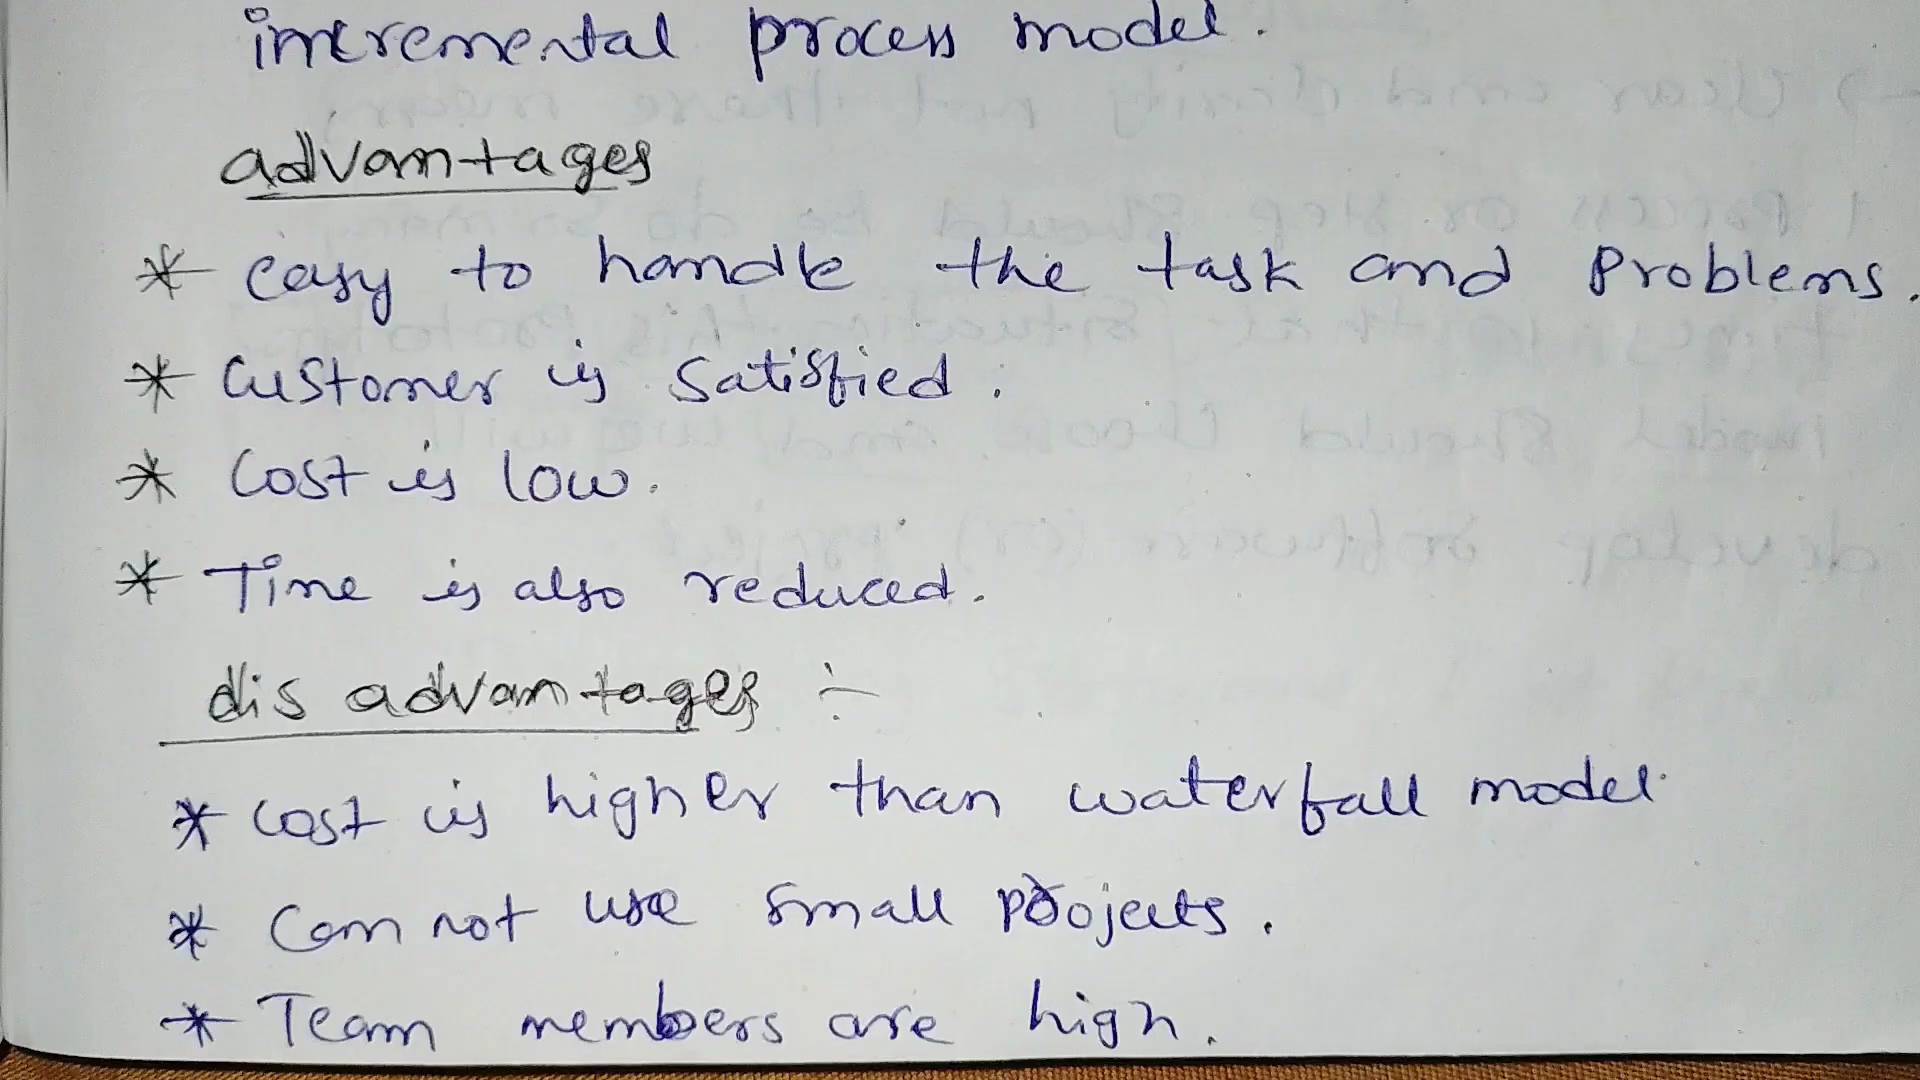 incremental process model.
advantages
* easy to handle the task and problems.
* Customer is Satisfied.
* Cost is low.
* Time is also reduced.
dis advantages :-
* Cost is higher than waterfall model.
* Can not use small projects.
* Team members are high.